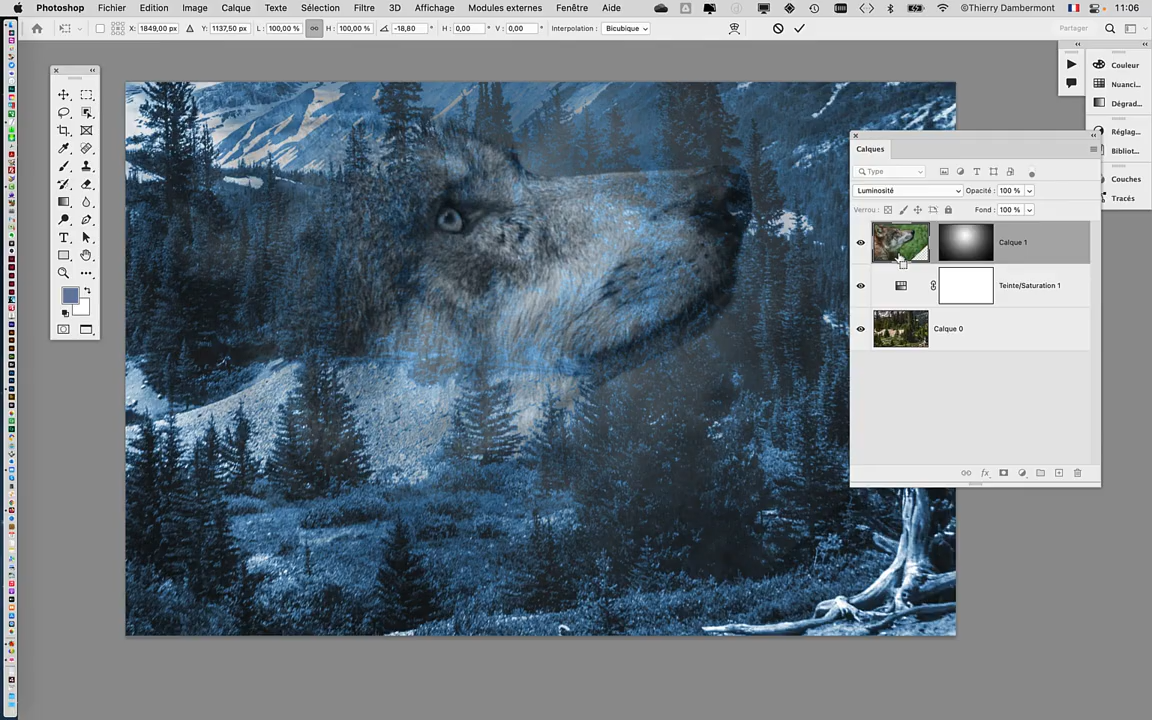 Photoshop Fichier Edition Image Calque Texte Sélection Filtre 3D Affichage Modules externes Fenêtre Aide ©Thierry Dambermont 11:06
X: 1849,00 px Y: 1137,50 px L: 100,00 % H: 100,00 % -18,80 H: 0,00 V: 0,00 Interpolation : Bicubique Partager
Couleur
Nuanci...
Dégrad...
Réglag...
Bibliot...
Couches
Tracés
Calques
Type
Luminosité Opacité : 100 %
Verrou : Fond : 100 %
Calque 1
Teinte/Saturation 1
Calque 0
fx